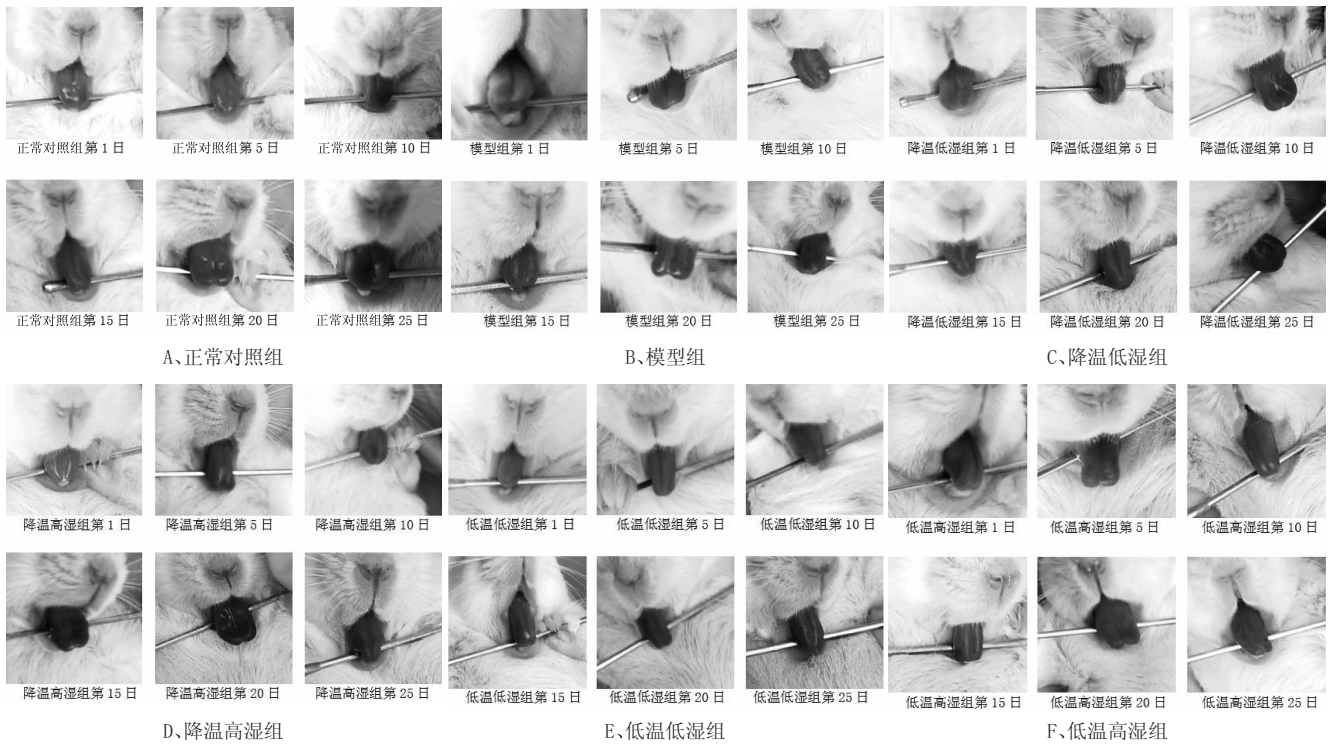 正常对照组第1日
正常对照组第5日
正常对照组第10日
模型组第1日
模型组第5日
模型组第10日
降温低湿组第1日
降温低湿组第5日
降温低湿组第10日
正常对照组第15日
正常对照组第20日
正常对照组第25日
模型组第15日
模型组第20日
模型组第25日
降温低湿组第15日
降温低湿组第20日
降温低湿组第25日
A、正常对照组
B、模型组
C、降温低湿组
降温高湿组第1日
降温高湿组第5日
降温高湿组第10日
低温低湿组第1日
低温低湿组第5日
低温低湿组第10日
低温高湿组第1日
低温高湿组第5日
低温高湿组第10日
降温高湿组第15日
降温高湿组第20日
降温高湿组第25日
低温低湿组第15日
低温低湿组第20日
低温低湿组第25日
低温高湿组第15日
低温高湿组第20日
低温高湿组第25日
D、降温高湿组
E、低温低湿组
F、低温高湿组